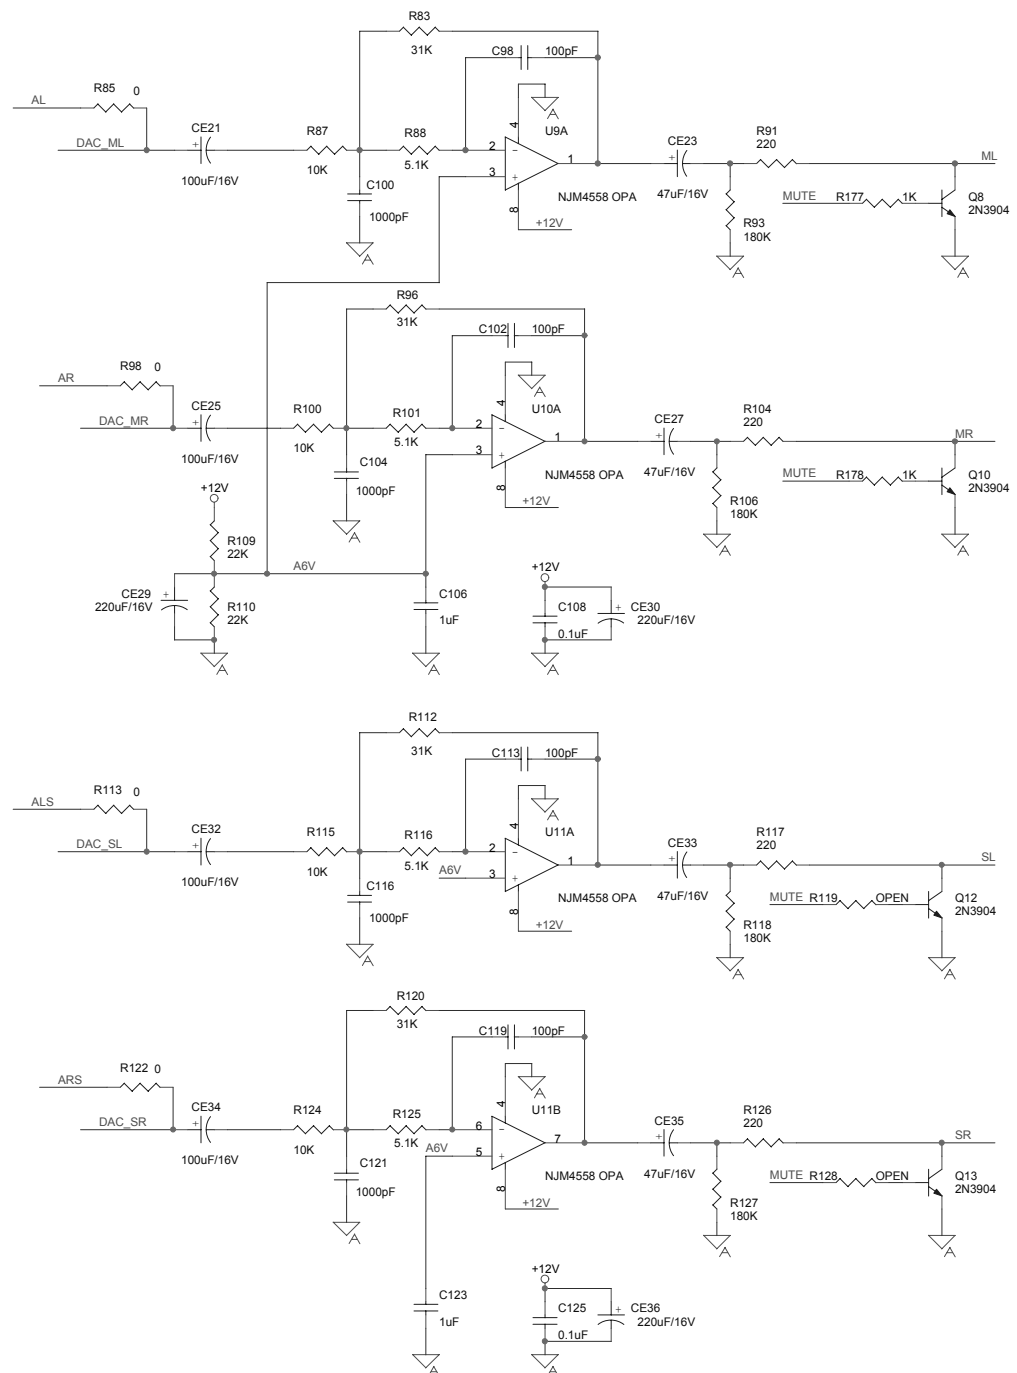 R83
31K
C98 100pF
R85 0
AL
4
U9A
CE21 R87 R88 CE23 R91
DAC_ML 220
2 1 ML
100uF/16V 10K 5.1K 3 47uF/16V
C100 8 NJM4558 OPA MUTE R177 1K Q8
1000pF 2N3904
+12V R93
180K
A A A A A
R96
31K
C102 100pF
R98 0
AR
4
U10A
CE25 R100 R101 CE27 R104
DAC_MR 220
2 1 MR
100uF/16V 10K 5.1K 3 47uF/16V
C104 8 NJM4558 OPA MUTE R178 1K Q10
1000pF 2N3904
+12V +12V R106
180K
A A A A
R109
22K
A6V +12V
CE29 C106 C108 CE30
220uF/16V R110 1uF 220uF/16V
22K 0.1uF
A A A
R112
31K
C113 100pF
R113 0
ALS
4
U11A
CE32 R115 R116 CE33 R117
DAC_SL 220
2 1 SL
100uF/16V 10K 5.1K A6V 3 47uF/16V
C116 8 NJM4558 OPA MUTE R119 OPEN Q12
1000pF 2N3904
+12V R118
180K
A A A A
R120
31K
C119 100pF
R122 0
ARS
4
U11B
CE34 R124 R125 CE35 R126
DAC_SR 220
6 7 SR
100uF/16V 10K 5.1K A6V 5 47uF/16V
C121 8 NJM4558 OPA MUTE R128 OPEN Q13
1000pF 2N3904
+12V R127
180K
A A A A
+12V
C123 C125 CE36
1uF 220uF/16V
0.1uF
A A